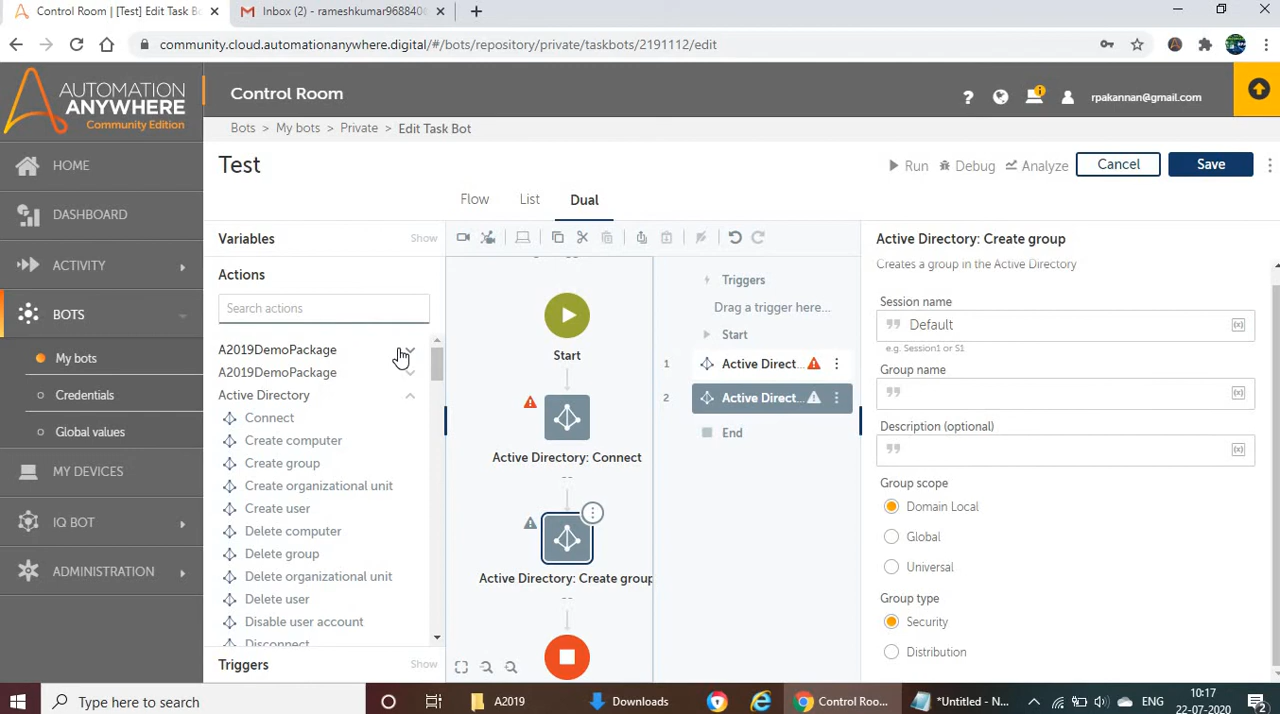 Control Room | [Test] Edit Task B
Inbox (2) - rameshkumar968840
community.cloud.automationanywhere.digital/#/bots/repository/private/taskbots/2191112/edit
AUTOMATION
ANYWHERE
Community Edition
Control Room
rpakannan@gmail.com
Bots > My bots > Private > Edit Task Bot
Test
Run
Debug
Analyze
Cancel
Save
HOME
DASHBOARD
ACTIVITY
BOTS
My bots
Credentials
Global values
MY DEVICES
IQ BOT
ADMINISTRATION
Flow
List
Dual
Variables
Show
Actions
Search actions
A2019DemoPackage
A2019DemoPackage
Active Directory
Connect
Create computer
Create group
Create organizational unit
Create user
Delete computer
Delete group
Delete organizational unit
Delete user
Disable user account
Disconnect
Triggers
Show
Start
Active Directory: Connect
Active Directory: Create group
Triggers
Drag a trigger here...
Start
1 Active Direct...
2 Active Direct...
End
Active Directory: Create group
Creates a group in the Active Directory
Session name
Default
e.g. Session1 or S1
Group name
Description (optional)
Group scope
Domain Local
Global
Universal
Group type
Security
Distribution
Type here to search
A2019
Downloads
Control Roo...
*Untitled - N...
ENG
10:17
22-07-2020
2